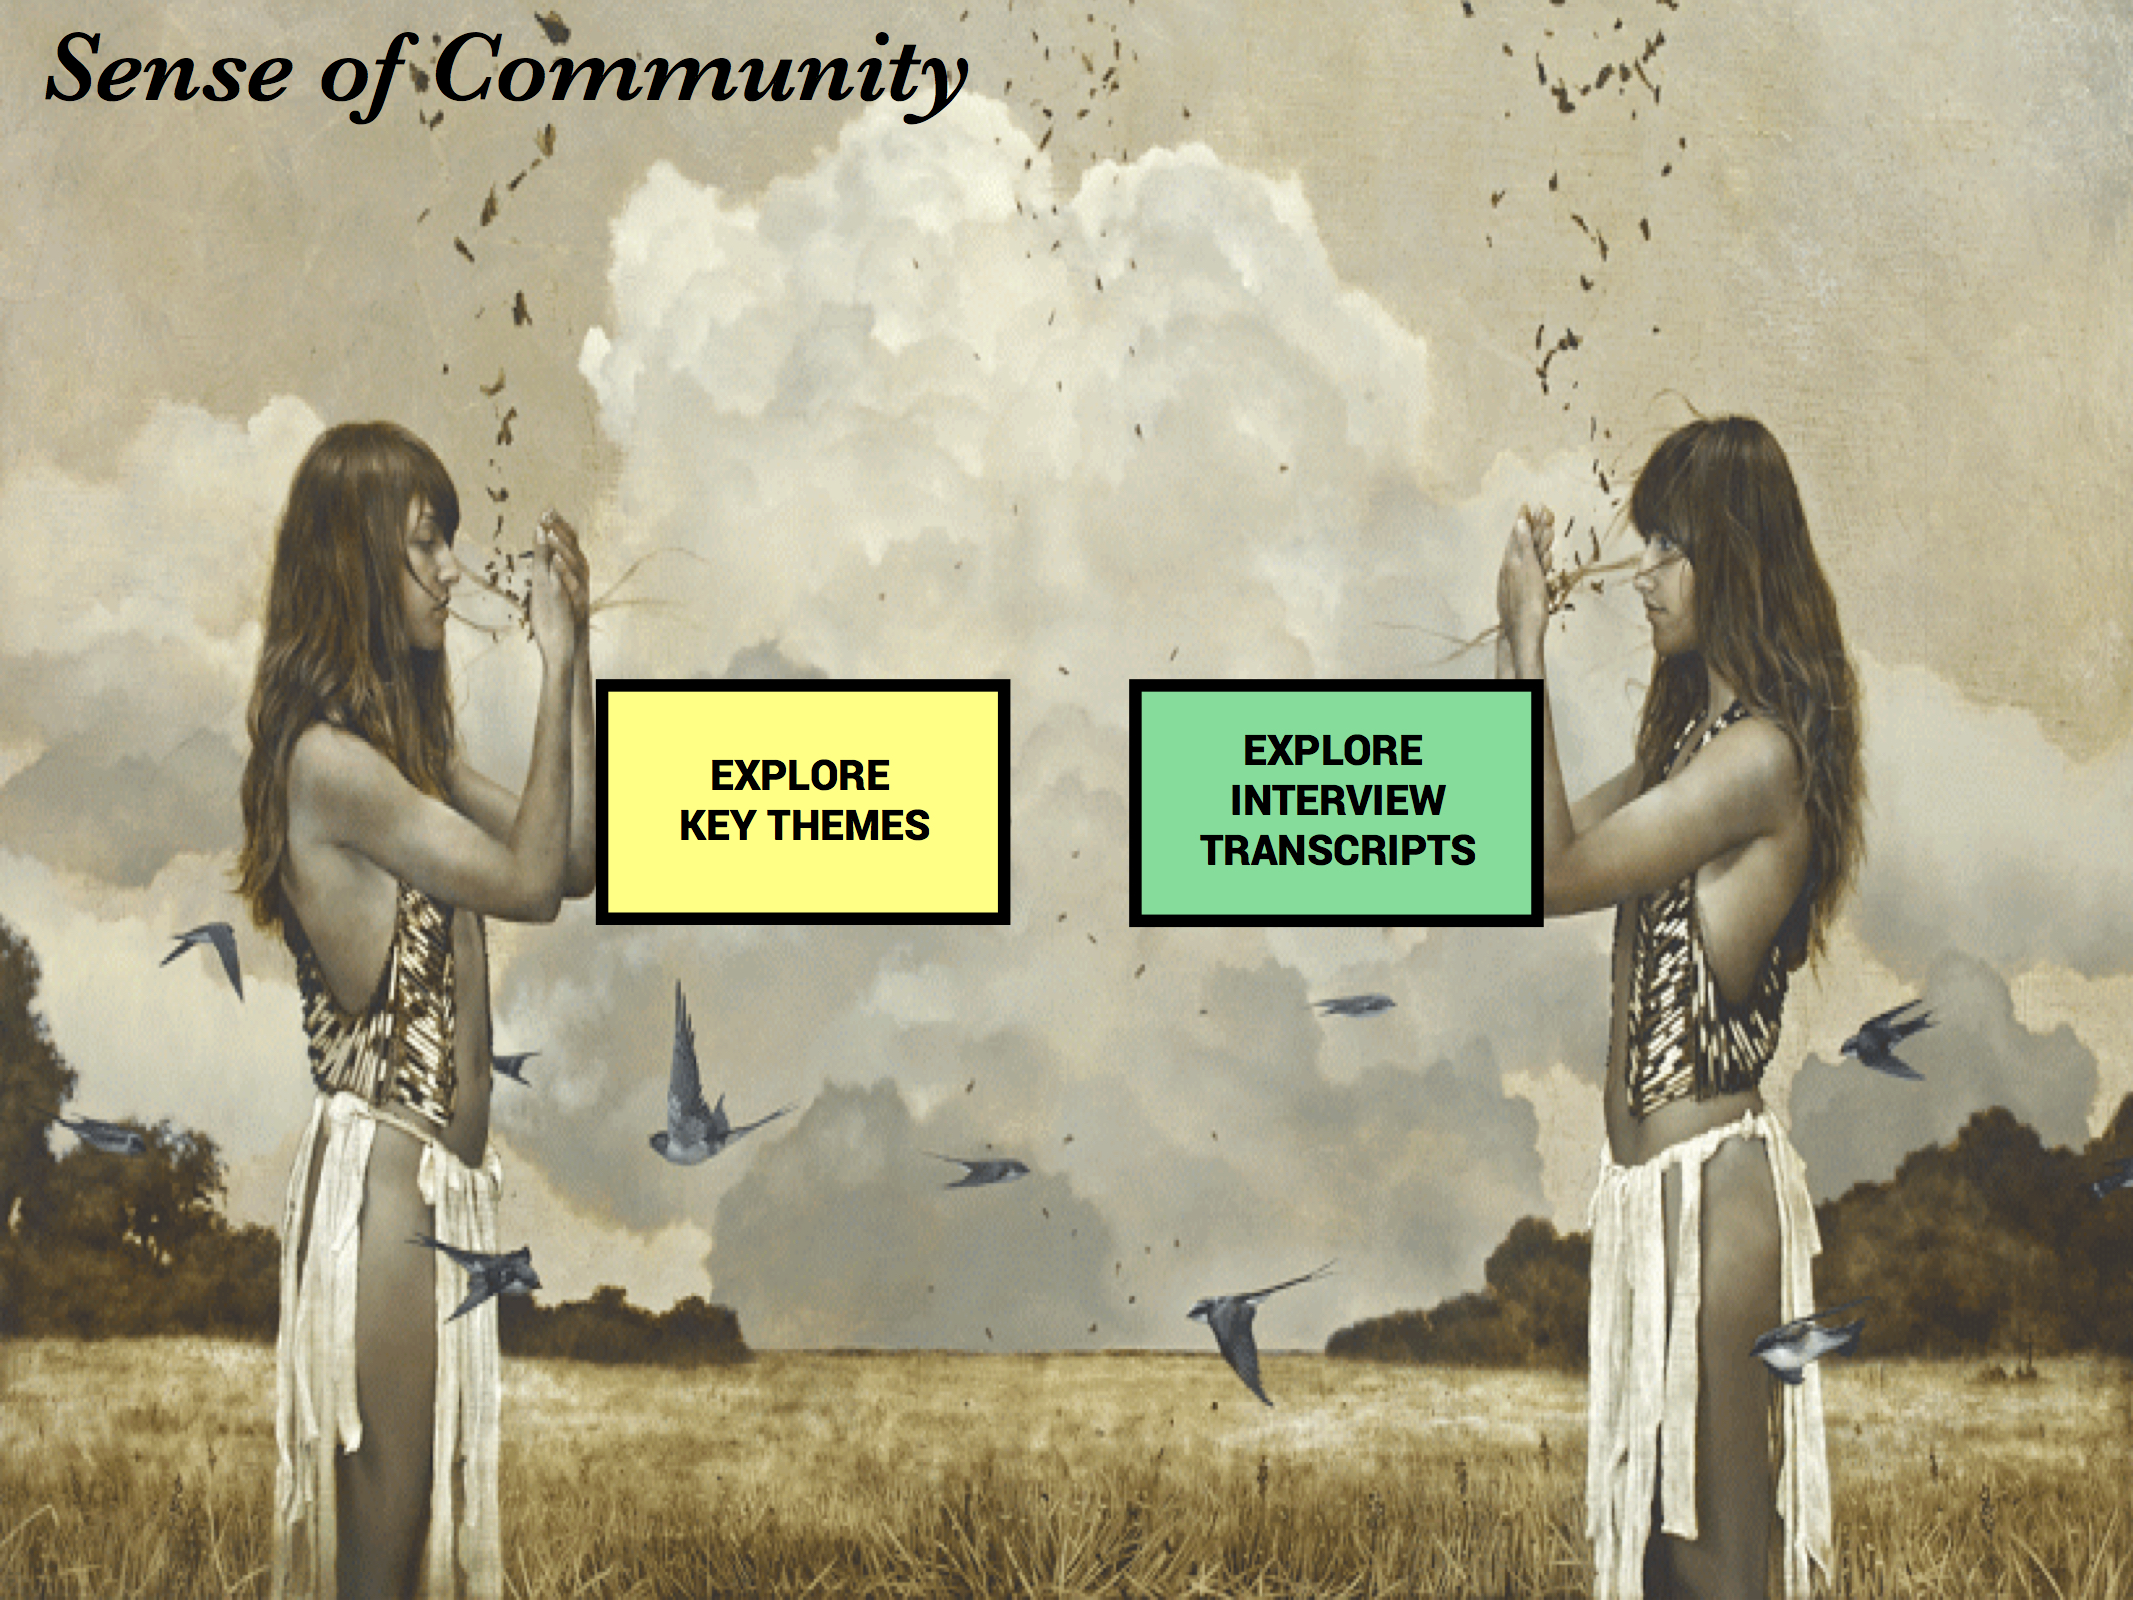 Sense of Community
EXPLORE
KEY THEMES
EXPLORE
INTERVIEW
TRANSCRIPTS